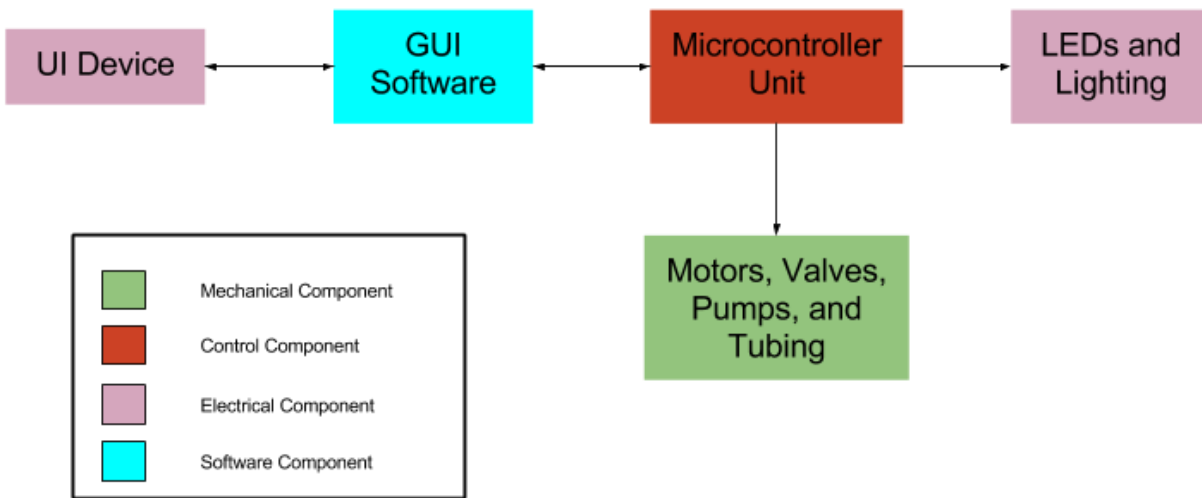 UI Device
GUI
Software
Microcontroller
Unit
LEDs and
Lighting
Motors, Valves,
Pumps, and
Tubing
Mechanical Component
Control Component
Electrical Component
Software Component